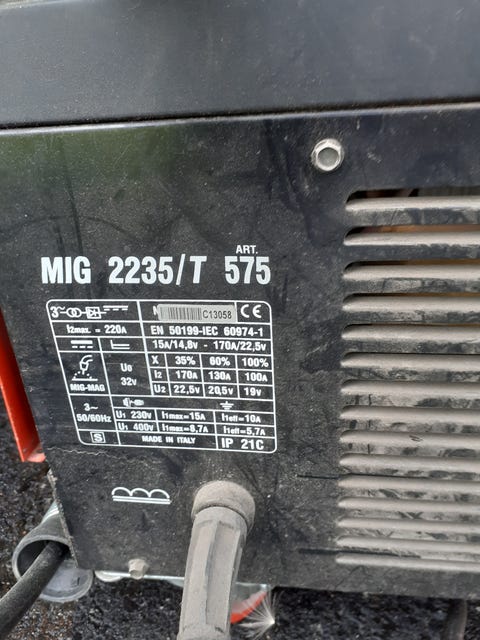 ART.
MIG 2235/T 575
3~
N C13058 CE
I2max. = 220A
EN 50199-IEC 60974-1
15A/14,8v - 170A/22,5v
MIG-MAG
U0
32v
X 35% 60% 100%
I2 170A 130A 100A
U2 22,5v 20,5v 19v
3~
50/60Hz
U1 230v I1max=15A I1eff=10A
U1 400v I1max=8,7A I1eff=5,7A
S
MADE IN ITALY
IP 21C